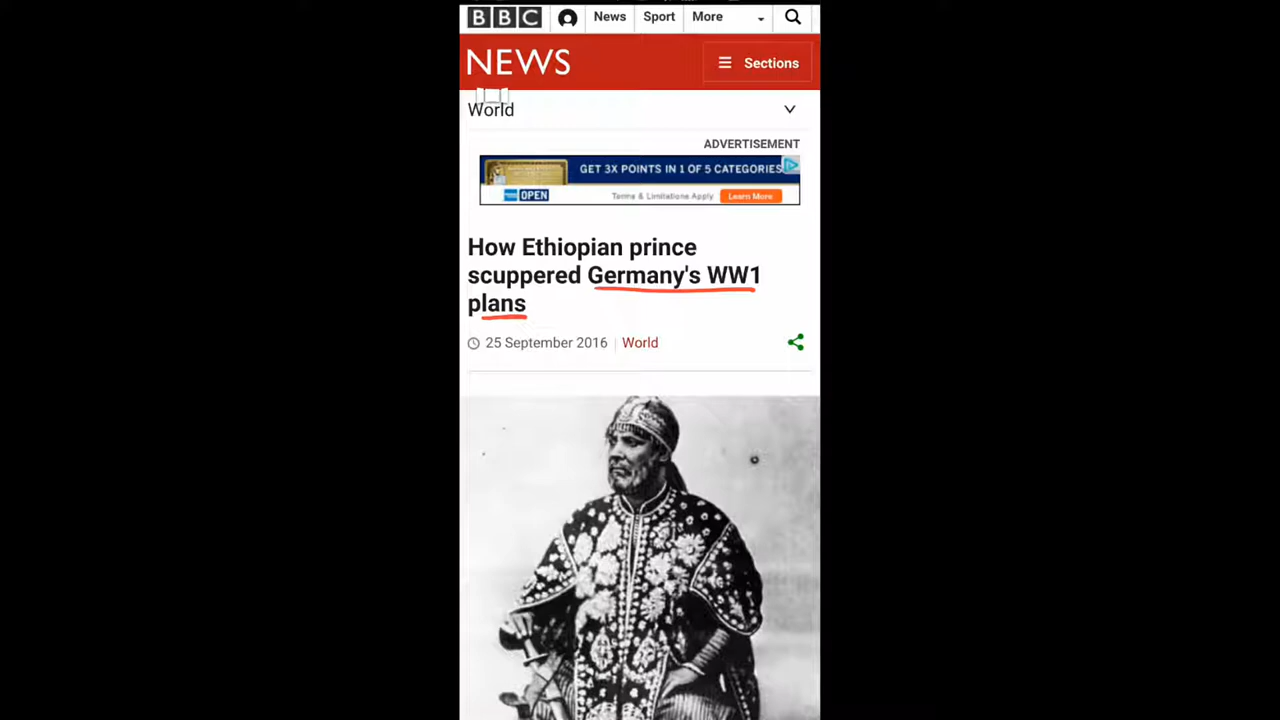 BBC News Sport More
NEWS Sections
World
ADVERTISEMENT
GET 3X POINTS IN 1 OF 5 CATEGORIES
OPEN Terms & Limitations Apply Learn More
How Ethiopian prince
scuppered Germany's WW1
plans
25 September 2016 World